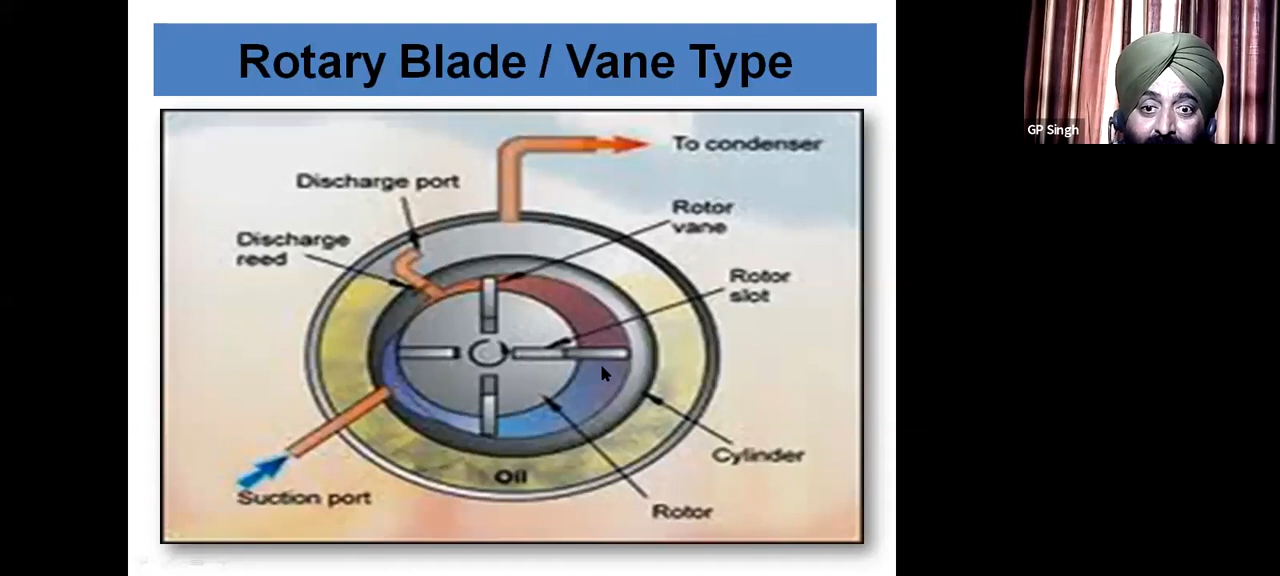 Rotary Blade / Vane Type
GP Singh
To condenser
Discharge port
Rotor
vane
Discharge
reed
Rotor
slot
Cylinder
Oil
Suction port
Rotor